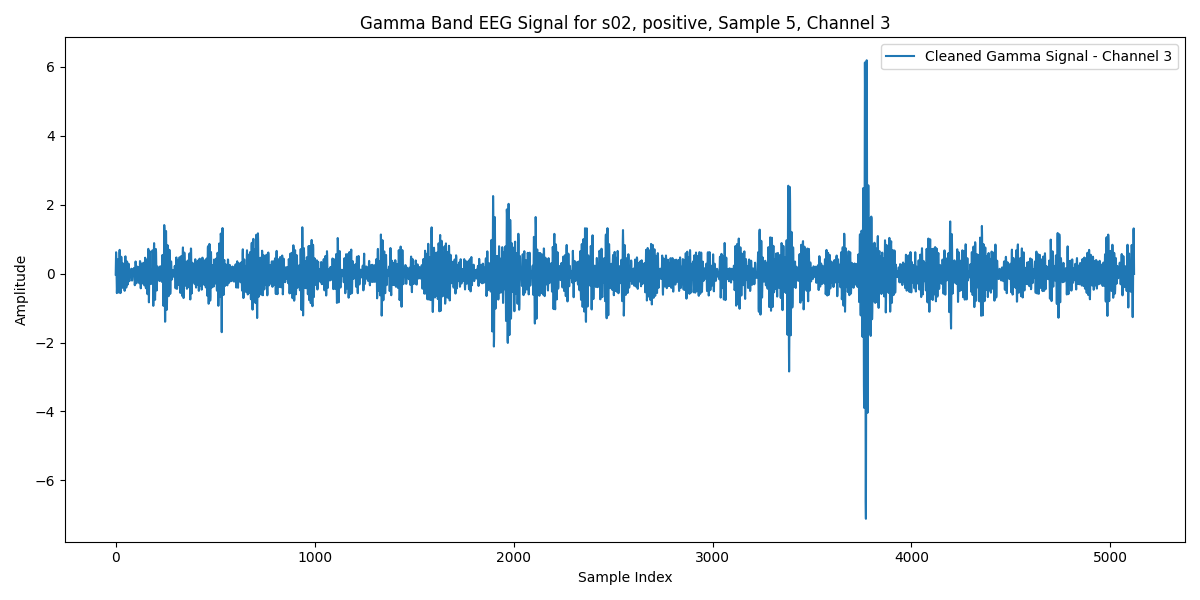 Gamma Band EEG Signal for s02, positive, Sample 5, Channel 3
Cleaned Gamma Signal - Channel 3
Amplitude
6
4
2
0
−2
−4
−6
0 1000 2000 3000 4000 5000
Sample Index